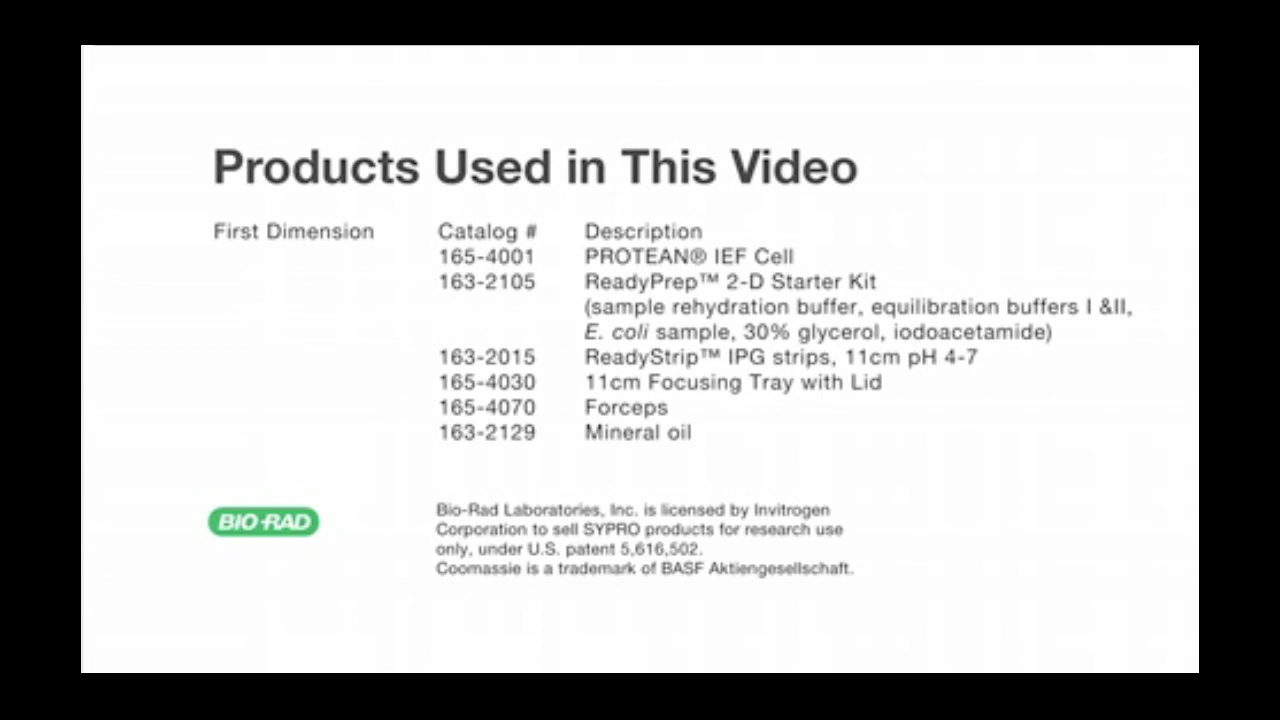 Products Used in This Video
First Dimension Catalog # Description
165-4001 PROTEAN® IEF Cell
163-2105 ReadyPrep™ 2-D Starter Kit
(sample rehydration buffer, equilibration buffers I &II,
E. coli sample, 30% glycerol, iodoacetamide)
163-2015 ReadyStrip™ IPG strips, 11cm pH 4-7
165-4030 11cm Focusing Tray with Lid
165-4070 Forceps
163-2129 Mineral oil
BIO-RAD
Bio-Rad Laboratories, Inc. is licensed by Invitrogen
Corporation to sell SYPRO products for research use
only, under U.S. patent 5,616,502.
Coomassie is a trademark of BASF Aktiengesellschaft.